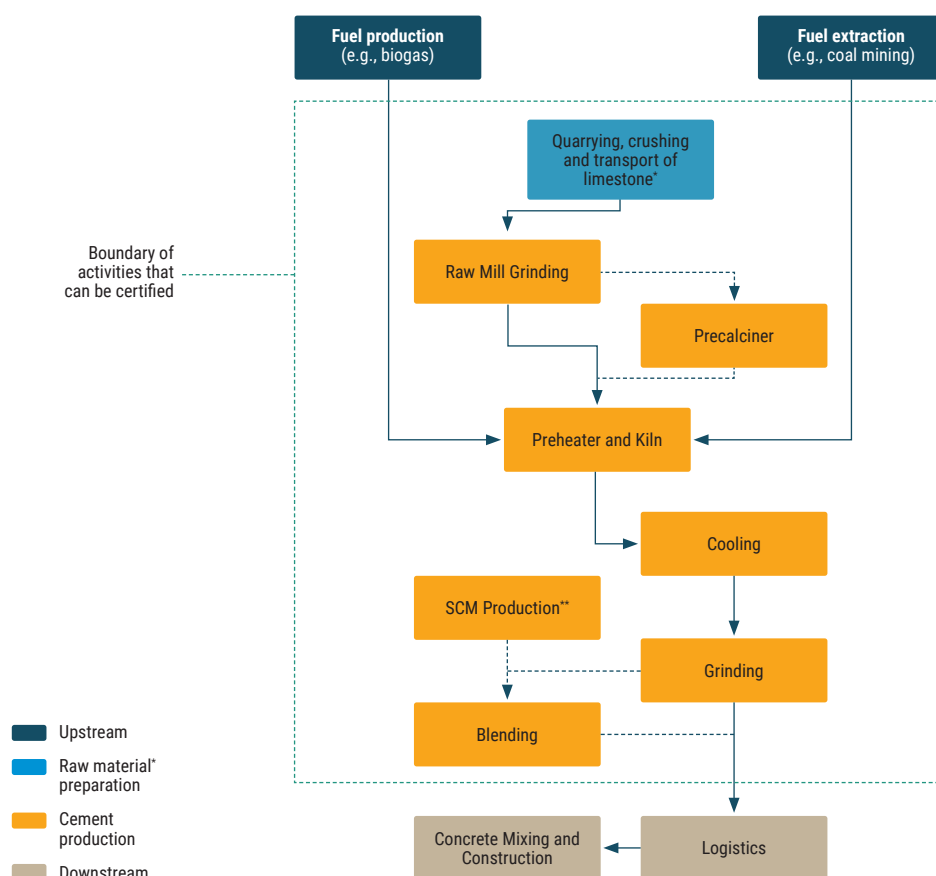 Fuel production
(e.g., biogas)
Fuel extraction
(e.g., coal mining)
Quarrying, crushing
and transport of
limestone*
Boundary of
activities that
can be certified
Raw Mill Grinding
Precalciner
Preheater and Kiln
Cooling
SCM Production**
Grinding
Blending
Upstream
Raw material*
preparation
Cement
production
Downstream
Concrete Mixing and
Construction
Logistics